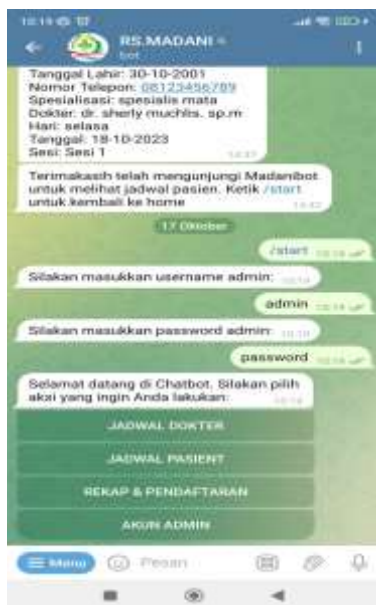 10:19
RS.MADANI
bot
Tanggal Lahir: 30-10-2001
Nomor Telepon: 08123456789
Spesialisasi: spesialis mata
Dokter: dr. sherly muchlis. sp.m
Hari: selasa
Tanggal: 18-10-2023
Sesi: Sesi 1
Terimakasih telah mengunjungi Madanibot
untuk melihat jadwal pasien. Ketik /start
untuk kembali ke home
17 Oktober
/start
Silakan masukkan username admin:
admin
Silakan masukkan password admin:
password
Selamat datang di Chatbot. Silakan pilih
aksi yang ingin Anda lakukan:
JADWAL DOKTER
JADWAL PASIENT
REKAP & PENDAFTARAN
AKUN ADMIN
Menu
Pesan